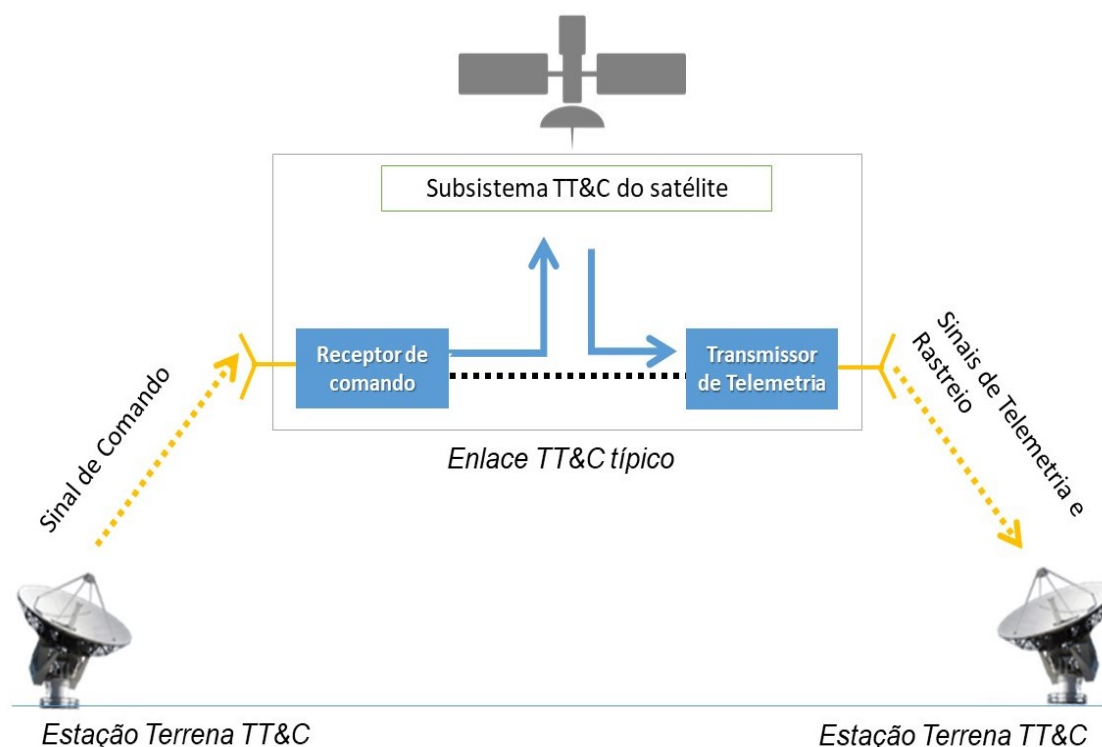 Subsistema TT&C do satélite
Receptor de
comando
Transmissor
de Telemetria
Enlace TT&C típico
Sinal de Comando
Sinais de Telemetria e
Rastreio
Estação Terrena TT&C
Estação Terrena TT&C